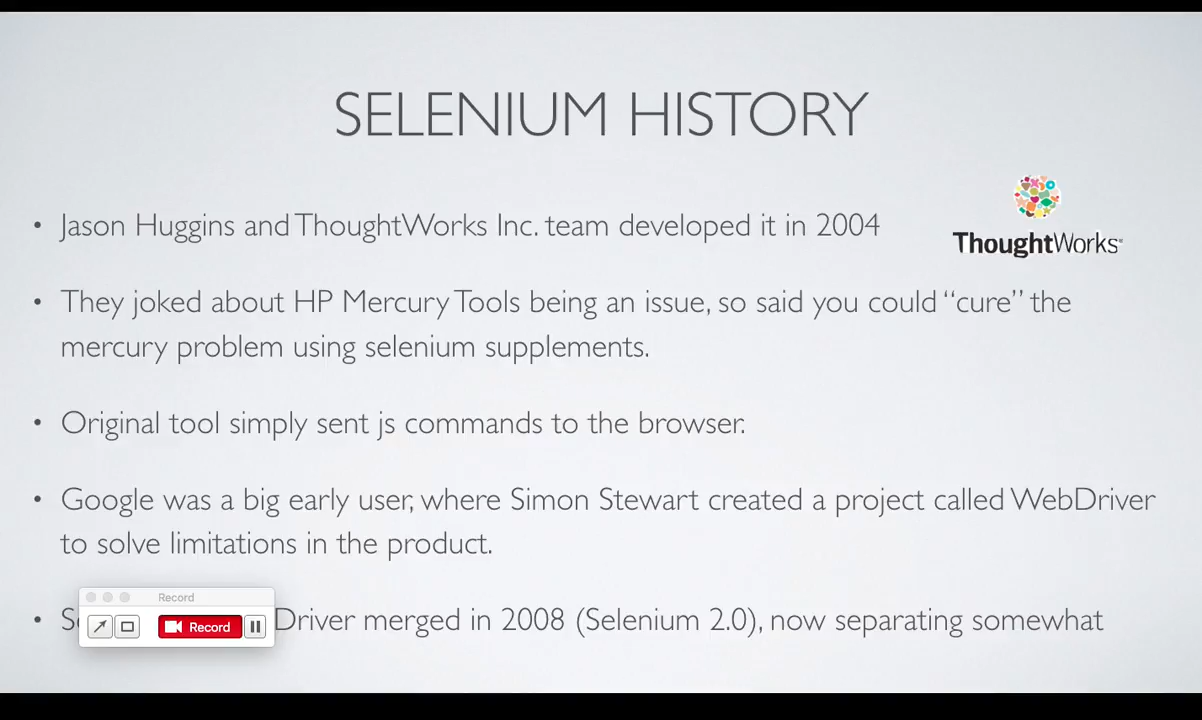 SELENIUM HISTORY
• Jason Huggins and ThoughtWorks Inc. team developed it in 2004
ThoughtWorks
• They joked about HP Mercury Tools being an issue, so said you could “cure” the
mercury problem using selenium supplements.
• Original tool simply sent js commands to the browser.
• Google was a big early user, where Simon Stewart created a project called WebDriver
to solve limitations in the product.
Record
• Driver merged in 2008 (Selenium 2.0), now separating somewhat
Record